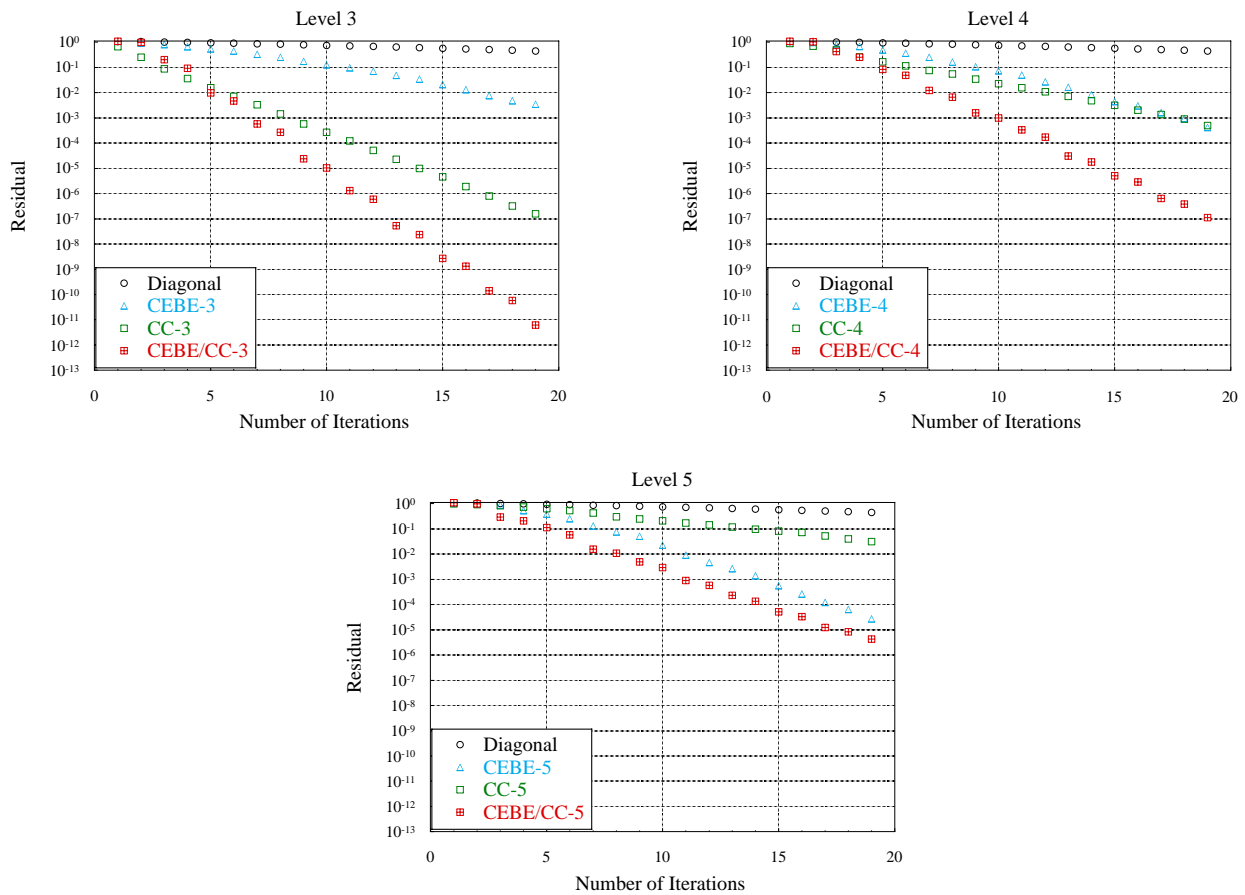 Level 3
10^0
10^-1
10^-2
10^-3
10^-4
10^-5
10^-6
10^-7
10^-8
10^-9
10^-10
10^-11
10^-12
10^-13
Residual
Diagonal
CEBE-3
CC-3
CEBE/CC-3
0 5 10 15 20
Number of Iterations
Level 4
10^0
10^-1
10^-2
10^-3
10^-4
10^-5
10^-6
10^-7
10^-8
10^-9
10^-10
10^-11
10^-12
10^-13
Residual
Diagonal
CEBE-4
CC-4
CEBE/CC-4
0 5 10 15 20
Number of Iterations
Level 5
10^0
10^-1
10^-2
10^-3
10^-4
10^-5
10^-6
10^-7
10^-8
10^-9
10^-10
10^-11
10^-12
10^-13
Residual
Diagonal
CEBE-5
CC-5
CEBE/CC-5
0 5 10 15 20
Number of Iterations